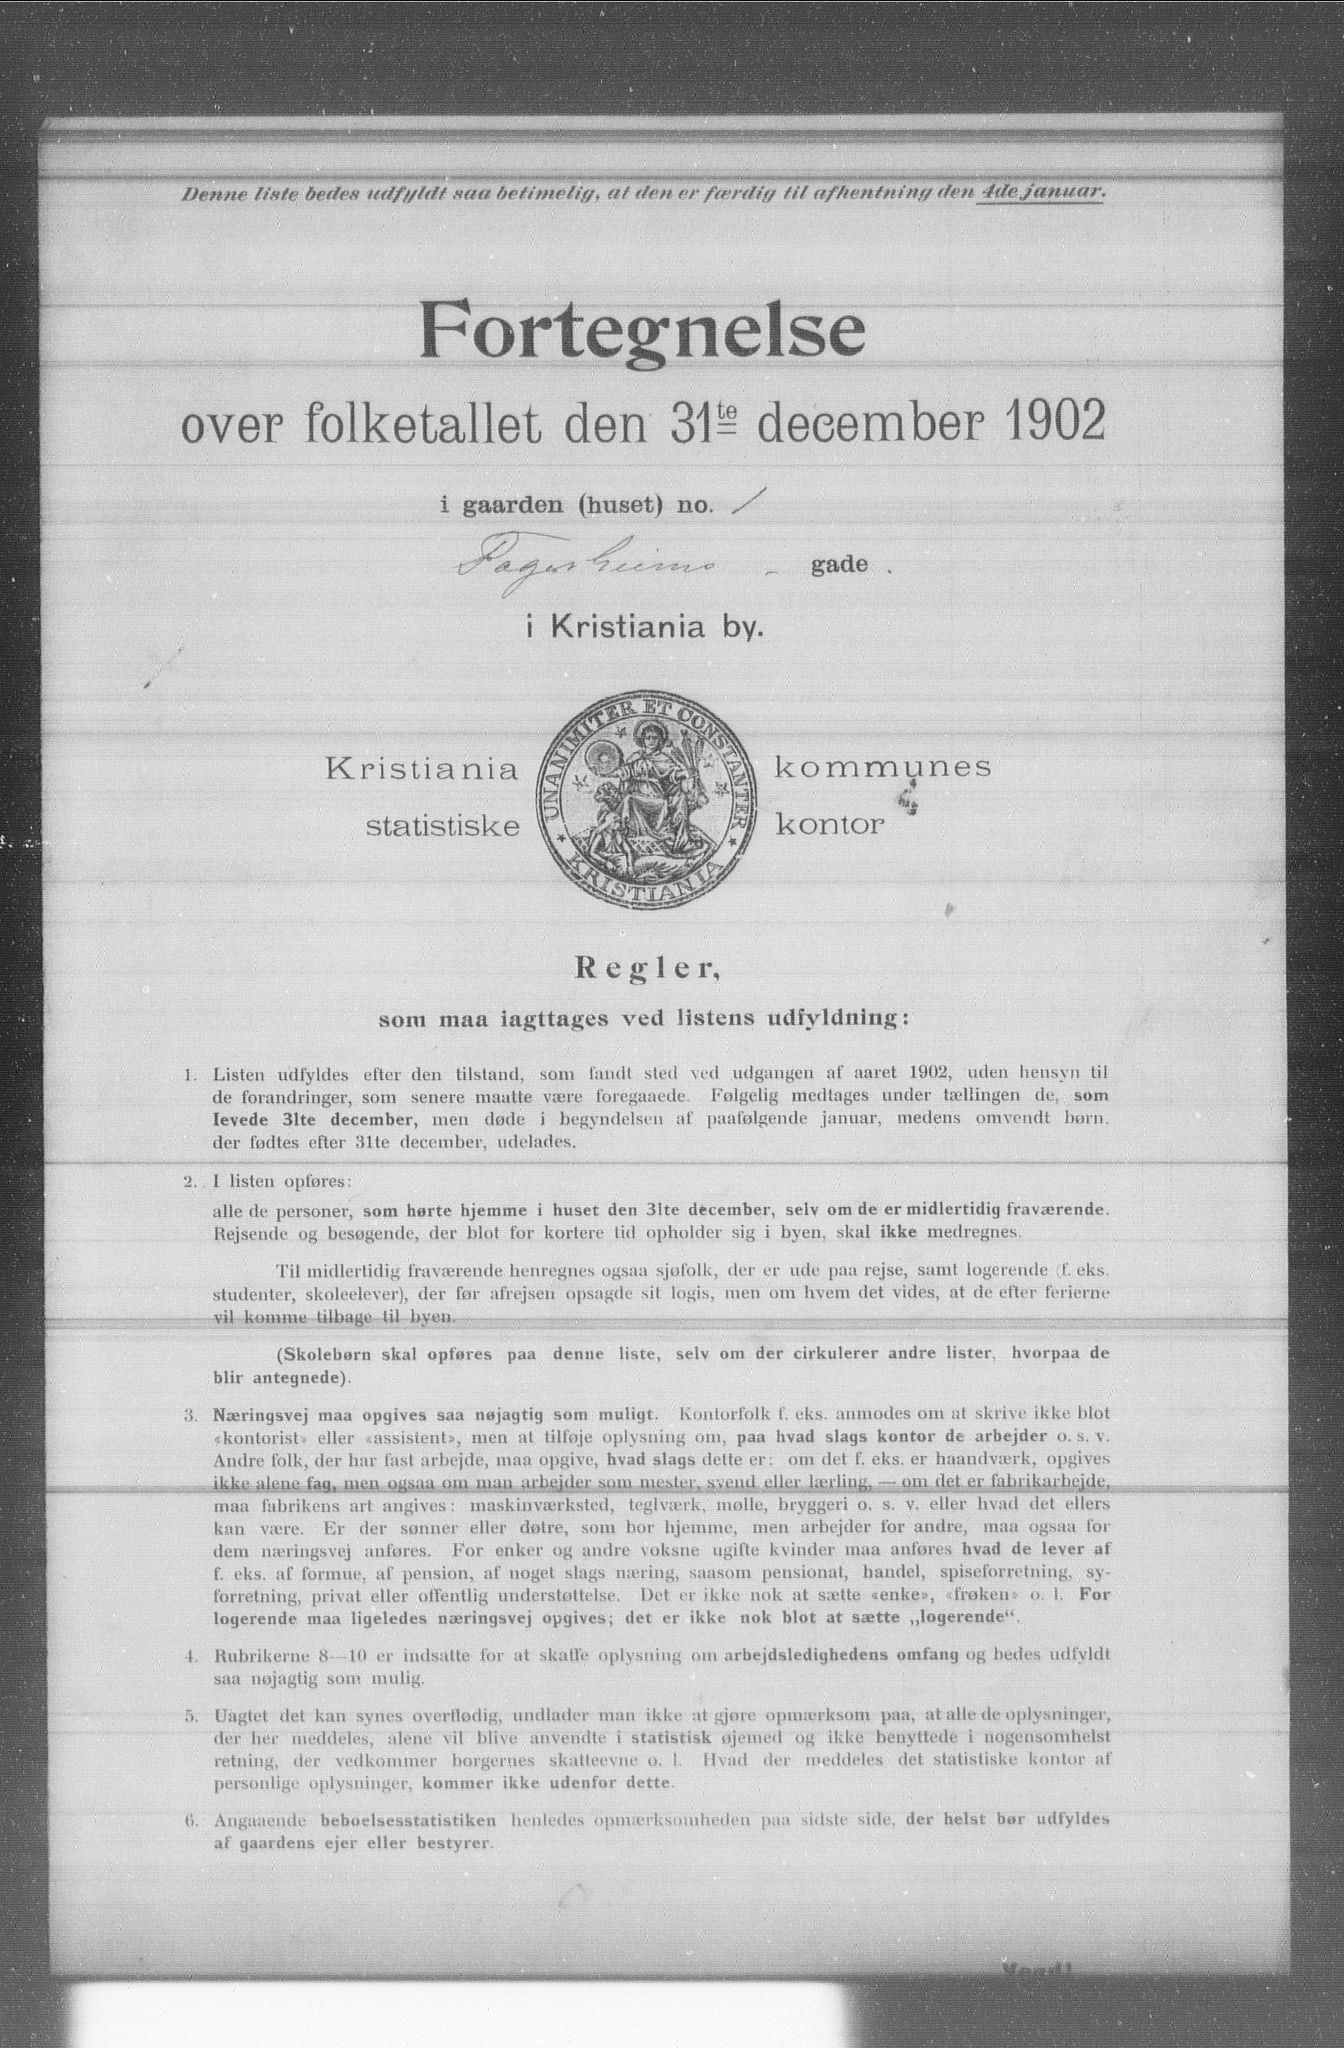 Denne liste bedes udfyldt saa betimelig, at den er færdig til afhentning den 4de januar.
Fortegnelse
over folketallet den 31te december 1902
i gaarden (huset) no. 1
Fagerheims - gade.
i Kristiania by.
Kristiania kommunes
statistiske kontor
UNANIMITER ET CONSTANTER
KRISTIANIA
Regler,
som maa iagttages ved listens udfyldning:
1. Listen udfyldes efter den tilstand, som fandt sted ved udgangen af aaret 1902, uden hensyn til
de forandringer, som senere maatte være foregaaede. Følgelig medtages under tællingen de, som
levede 31te december, men døde i begyndelsen af paafølgende januar, medens omvendt børn,
der fødtes efter 31te december, udelades.
2. I listen opføres:
alle de personer, som hørte hjemme i huset den 31te december, selv om de er midlertidig fraværende.
Rejsende og besøgende, der blot for kortere tid opholder sig i byen, skal ikke medregnes.
Til midlertidig fraværende henregnes ogsaa sjøfolk, der er ude paa rejse, samt logerende (f. eks.
studenter, skoleelever), der før afrejsen opsagde sit logis, men om hvem det vides, at de efter ferierne
vil komme tilbage til byen.
(Skolebørn skal opføres paa denne liste, selv om der cirkulerer andre lister, hvorpaa de
blir antegnede).
3. Næringsvej maa opgives saa nøjagtig som muligt. Kontorfolk f. eks. anmodes om at skrive ikke blot
«kontorist» eller «assistent», men at tilføje oplysning om, paa hvad slags kontor de arbejder o. s. v.
Andre folk, der har fast arbejde, maa opgive, hvad slags dette er: om det f. eks. er haandværk, opgives
ikke alene fag, men ogsaa om man arbejder som mester, svend eller lærling, — om det er fabrikarbejde,
maa fabrikens art angives: maskinværksted, teglværk, mølle, bryggeri o. s. v. eller hvad det ellers
kan være. Er der sønner eller døtre, som bor hjemme, men arbejder for andre, maa ogsaa for
dem næringsvej anføres. For enker og andre voksne ugifte kvinder maa anføres hvad de lever af
f. eks. af formue, af pension, af noget slags næring, saasom pensionat, handel, spiseforretning, sy-
forretning, privat eller offentlig understøttelse. Det er ikke nok at sætte «enke», «frøken» o. l. For
logerende maa ligeledes næringsvej opgives; det er ikke nok blot at sætte „logerende“.
4. Rubrikerne 8—10 er indsatte for at skaffe oplysning om arbejdsledighedens omfang og bedes udfyldt
saa nøjagtig som mulig.
5. Uagtet det kan synes overflødig, undlader man ikke at gjøre opmærksom paa, at alle de oplysninger,
der her meddeles, alene vil blive anvendte i statistisk øjemed og ikke benyttede i nogensomhelst
retning, der vedkommer borgernes skatteevne o. l. Hvad der meddeles det statistiske kontor af
personlige oplysninger, kommer ikke udenfor dette.
6. Angaaende beboelsesstatistiken henledes opmærksomheden paa sidste side, der helst bør udfyldes
af gaardens ejer eller bestyrer.
Vend!